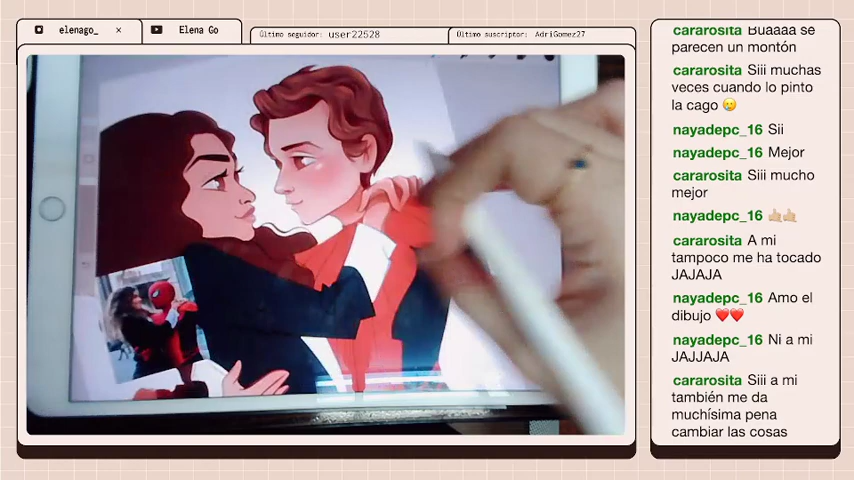 elenago_ ×
Elena Go
Último seguidor: user22528
Último suscriptor: AdriGomez27
cararosita Buaaaa se
parecen un montón
cararosita Siii muchas
veces cuando lo pinto
la cago 🥲
nayadepc_16 Sii
nayadepc_16 Mejor
cararosita Siii mucho
mejor
nayadepc_16 🤙🏼🤙🏼
cararosita A mi
tampoco me ha tocado
JAJAJA
nayadepc_16 Amo el
dibujo ❤️❤️
nayadepc_16 Ni a mi
JAJJAJA
cararosita Siii a mi
también me da
muchísima pena
cambiar las cosas